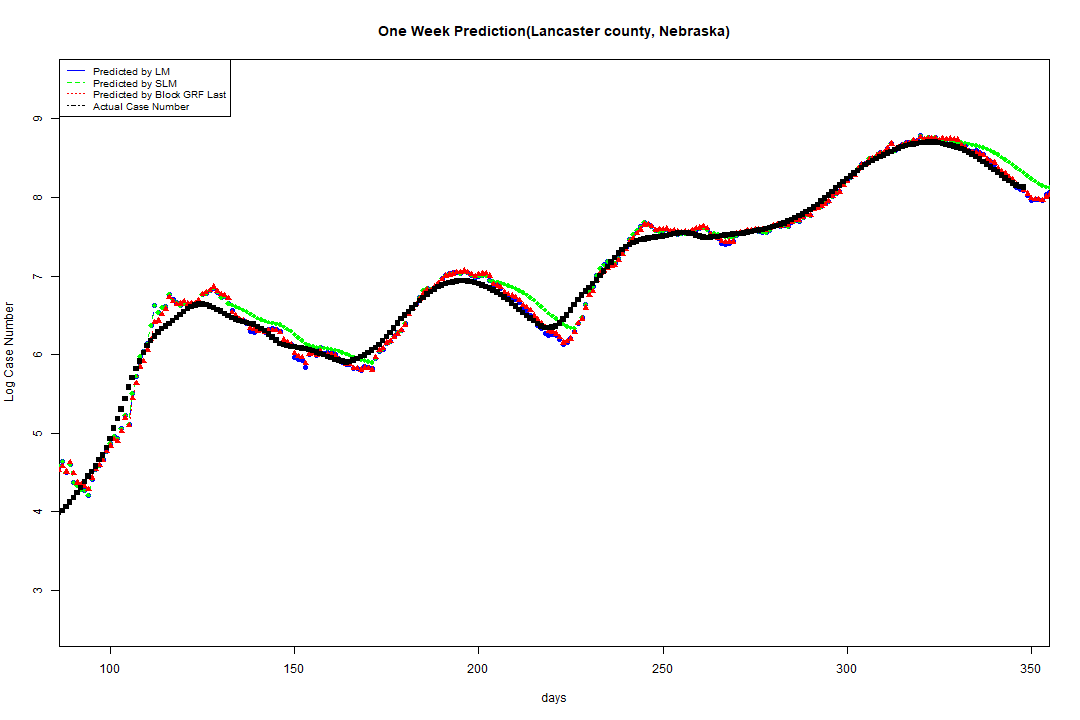 One Week Prediction(Lancaster county, Nebraska)
Predicted by LM
Predicted by SLM
Predicted by Block GRF Last
Actual Case Number
9
8
7
6
5
4
3
Log Case Number
100 150 200 250 300 350
days